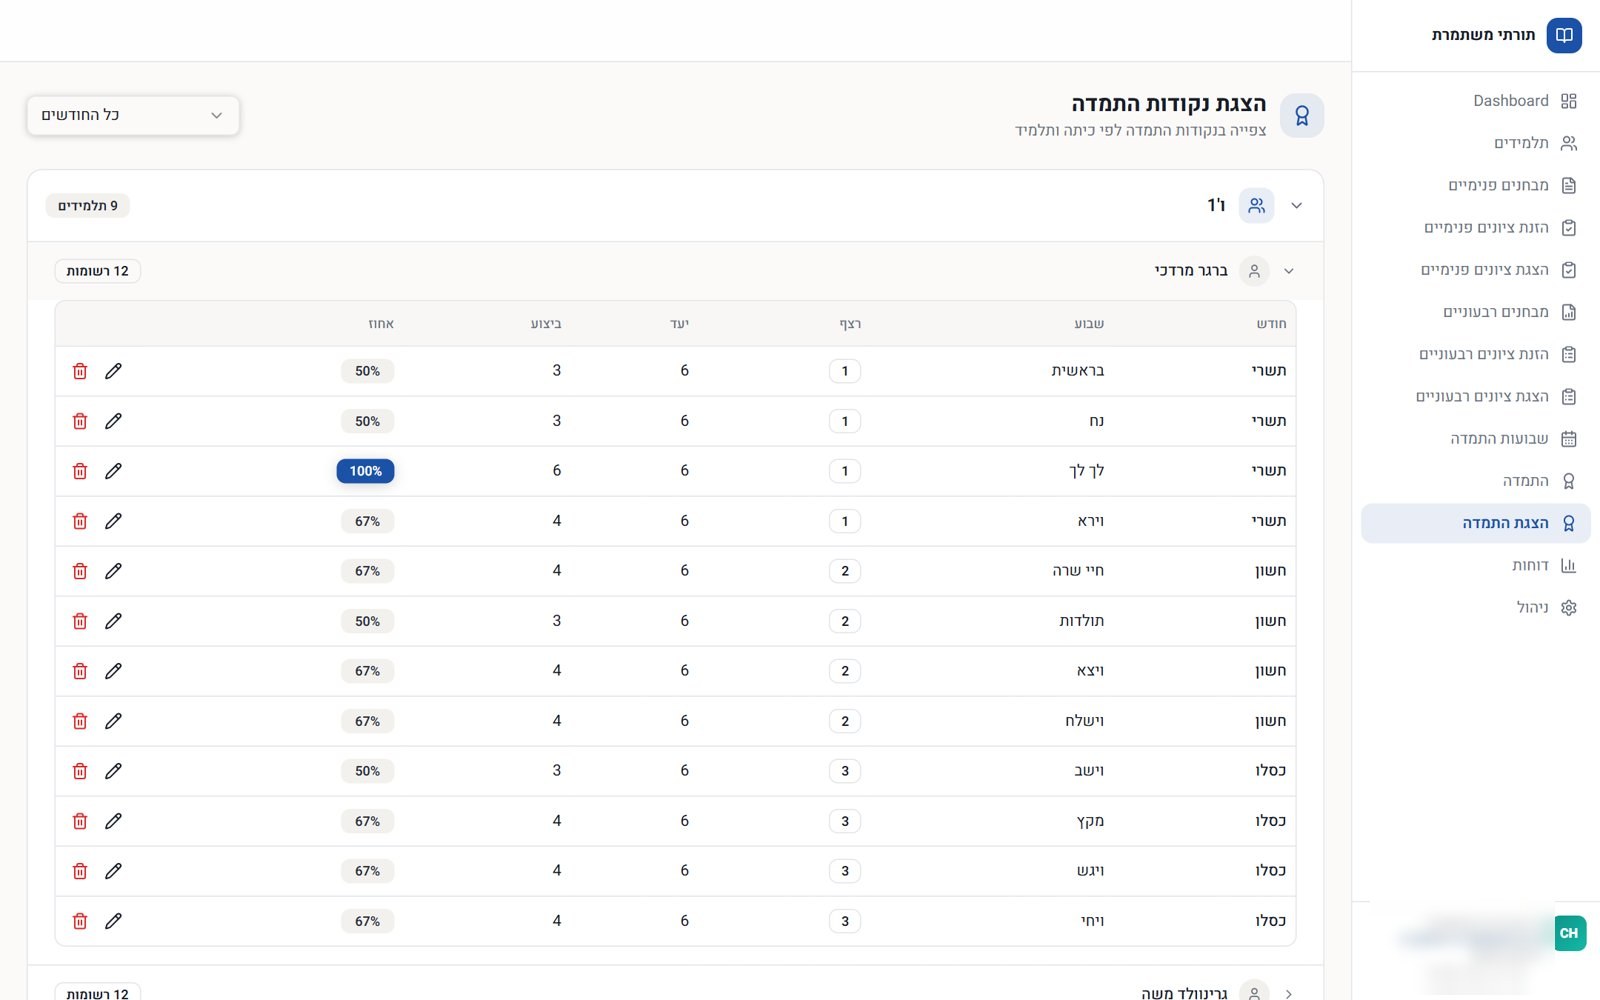 תורתי משתמרת
Dashboard
תלמידים
מבחנים פנימיים
הזנת ציונים פנימיים
הצגת ציונים פנימיים
מבחנים רבעוניים
הזנת ציונים רבעוניים
הצגת ציונים רבעוניים
שבועות התמדה
התמדה
הצגת התמדה
דוחות
ניהול
CH
הצגת נקודות התמדה
צפייה בנקודות התמדה לפי כיתה ותלמיד
כל החודשים
ו'1
9 תלמידים
ברגר מרדכי
12 רשומות
חודש שבוע רצף יעד ביצוע אחוז
תשרי בראשית 1 6 3 50%
תשרי נח 1 6 3 50%
תשרי לך לך 1 6 6 100%
תשרי וירא 1 6 4 67%
חשון חיי שרה 2 6 4 67%
חשון תולדות 2 6 3 50%
חשון ויצא 2 6 4 67%
חשון וישלח 2 6 4 67%
כסלו וישב 3 6 3 50%
כסלו מקץ 3 6 4 67%
כסלו ויגש 3 6 4 67%
כסלו ויחי 3 6 4 67%
גרינוולד משה
12 רשומות